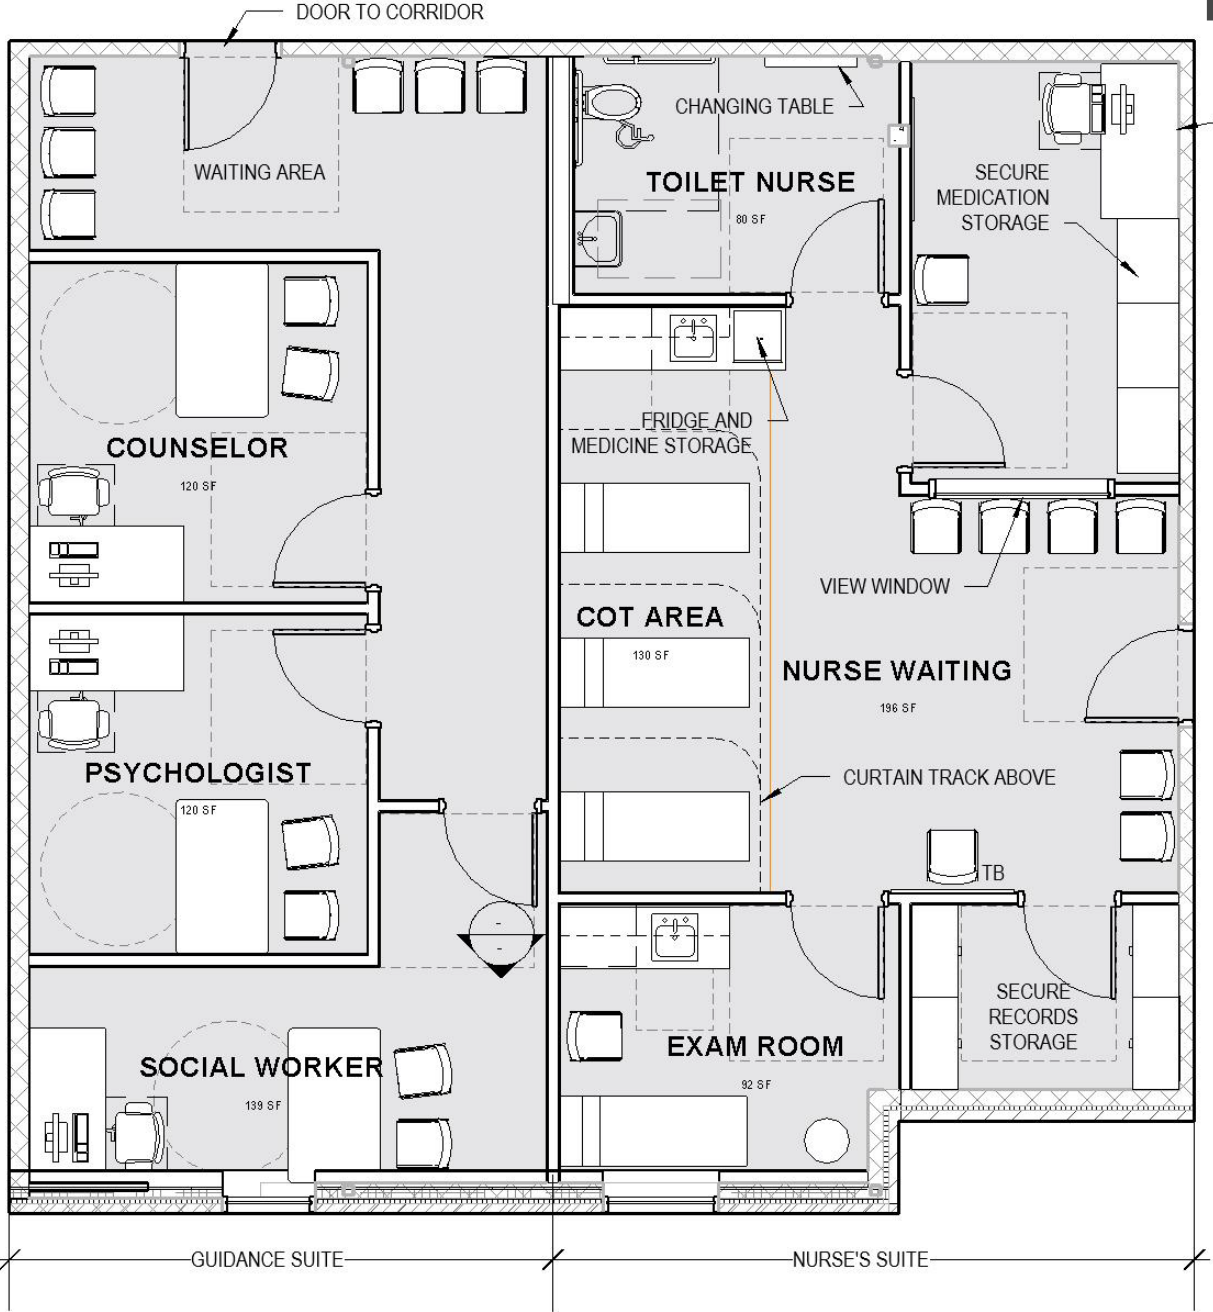 DOOR TO CORRIDOR
CHANGING TABLE
WAITING AREA
TOILET NURSE
80 SF
SECURE
MEDICATION
STORAGE
FRIDGE AND
MEDICINE STORAGE
COUNSELOR
120 SF
VIEW WINDOW
COT AREA
130 SF
NURSE WAITING
196 SF
PSYCHOLOGIST
120 SF
CURTAIN TRACK ABOVE
TB
SECURE
RECORDS
STORAGE
EXAM ROOM
92 SF
SOCIAL WORKER
139 SF
GUIDANCE SUITE
NURSE'S SUITE